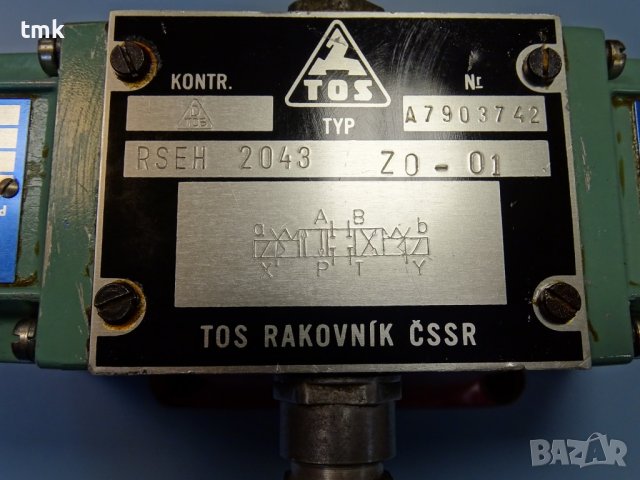 tmk
KONTR.
TOS
TYP
Nr
A7903742
RSEH 2043 ZO-01
A B
a b
X P T Y
TOS RAKOVNÍK ČSSR
BAZAR